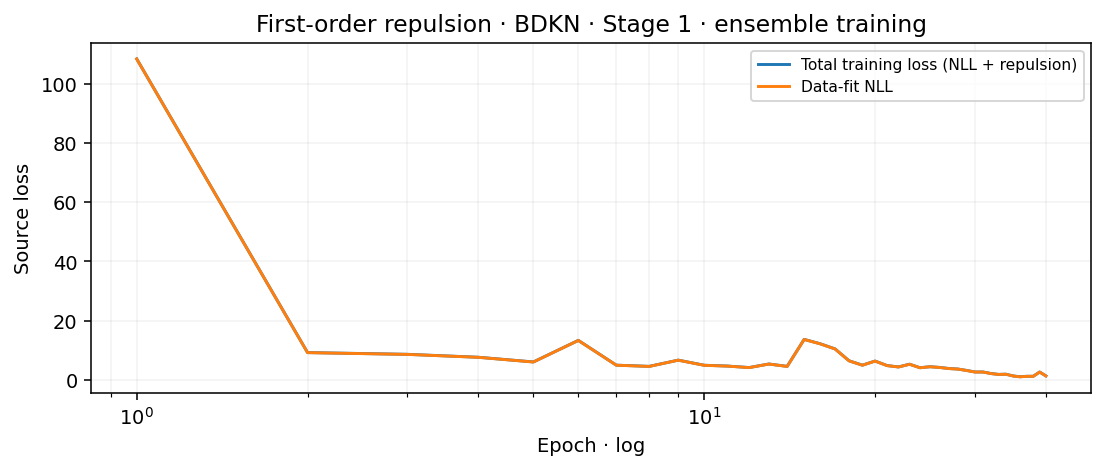 First-order repulsion · BDKN · Stage 1 · ensemble training
Total training loss (NLL + repulsion)
Data-fit NLL
Source loss
100
80
60
40
20
0
10⁰
10¹
Epoch · log